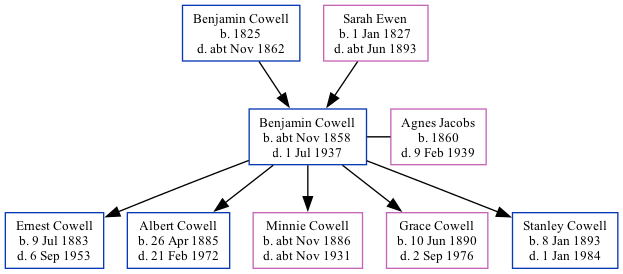 Benjamin Cowell
b. 1825
d. abt Nov 1862
Sarah Ewen
b. 1 Jan 1827
d. abt Jun 1893
Benjamin Cowell
b. abt Nov 1858
d. 1 Jul 1937
Agnes Jacobs
b. 1860
d. 9 Feb 1939
Ernest Cowell
b. 9 Jul 1883
d. 6 Sep 1953
Albert Cowell
b. 26 Apr 1885
d. 21 Feb 1972
Minnie Cowell
b. abt Nov 1886
d. abt Nov 1931
Grace Cowell
b. 10 Jun 1890
d. 2 Sep 1976
Stanley Cowell
b. 8 Jan 1893
d. 1 Jan 1984